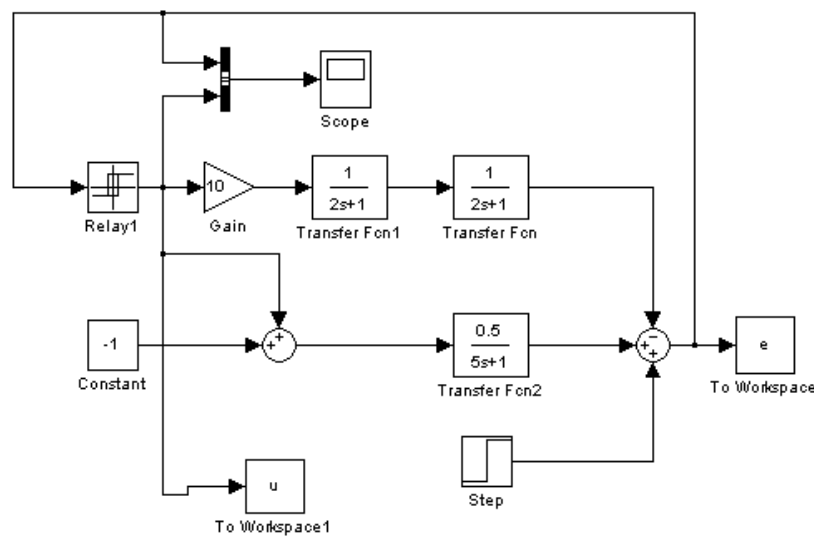 Scope
Relay1
10
Gain
1
2s+1
Transfer Fcn1
1
2s+1
Transfer Fcn
-1
Constant
+
+
0.5
5s+1
Transfer Fcn2
−
+
+
e
To Workspace
Step
u
To Workspace1